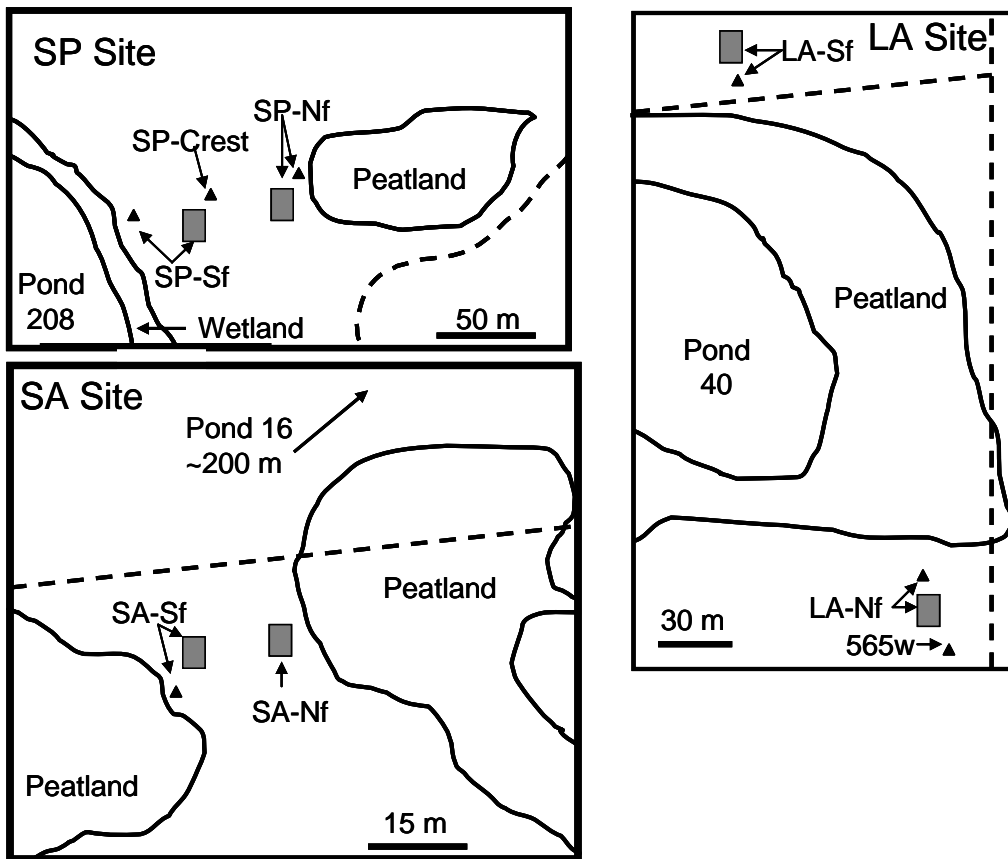 SP Site
SP-Nf
SP-Crest
Peatland
SP-Sf
Pond
208
Wetland
50 m
SA Site
Pond 16
~200 m
Peatland
SA-Sf
SA-Nf
Peatland
15 m
LA Site
LA-Sf
Peatland
Pond
40
LA-Nf
30 m
565w